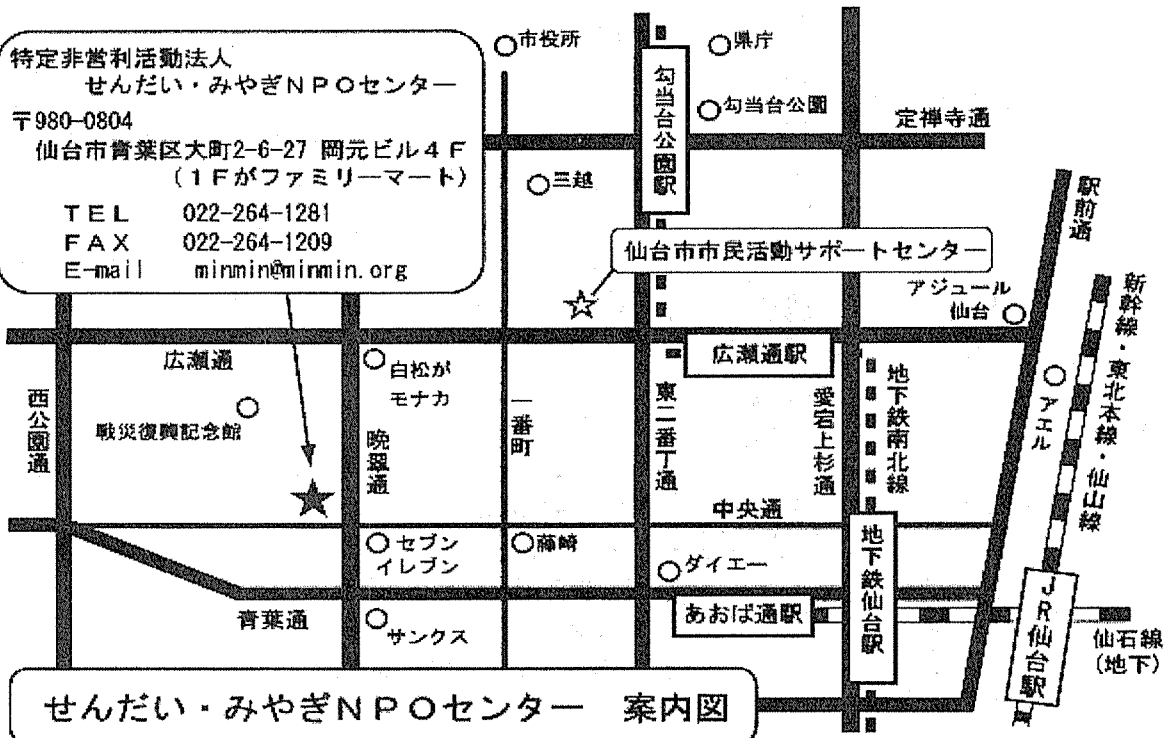 特定非営利活動法人
せんだい・みやぎNPOセンター
〒980-0804
仙台市青葉区大町2-6-27 岡元ビル4F
(1Fがファミリーマート)
TEL 022-264-1281
FAX 022-264-1209
E-mail minmin@minmin.org
市役所
県庁
勾当台公園駅
勾当台公園
定禅寺通
三越
駅前通
仙台市市民活動サポートセンター
アジュール
仙台
新幹線・東北本線・仙山線
広瀬通
広瀬通駅
白松が
モナカ
西公園通
戦災復興記念館
晩翠通
一番町
東二番丁通
愛宕上杉通
地下鉄南北線
アエル
中央通
セブン
イレブン
藤崎
ダイエー
地下鉄仙台駅
青葉通
サンクス
あおば通駅
JR仙台駅
仙石線
(地下)
せんだい・みやぎNPOセンター 案内図